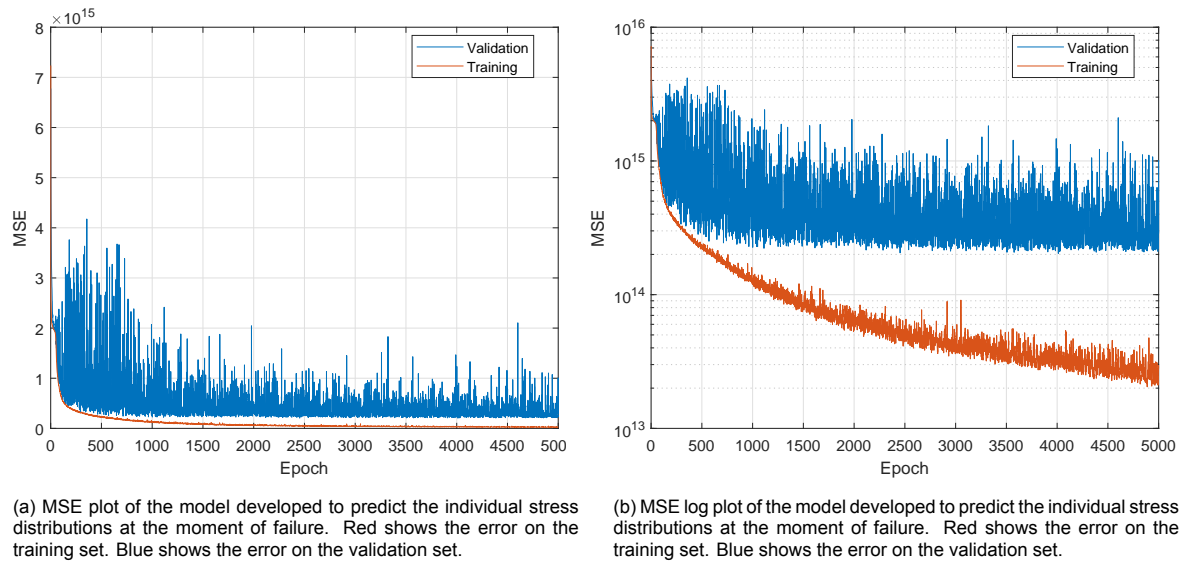 ×10^15
8
7
6
5
4
3
2
1
0
MSE
0 500 1000 1500 2000 2500 3000 3500 4000 4500 5000
Epoch
Validation
Training
10^16
10^15
10^14
10^13
MSE
0 500 1000 1500 2000 2500 3000 3500 4000 4500 5000
Epoch
Validation
Training
(a) MSE plot of the model developed to predict the individual stress
distributions at the moment of failure. Red shows the error on the
training set. Blue shows the error on the validation set.
(b) MSE log plot of the model developed to predict the individual stress
distributions at the moment of failure. Red shows the error on the
training set. Blue shows the error on the validation set.